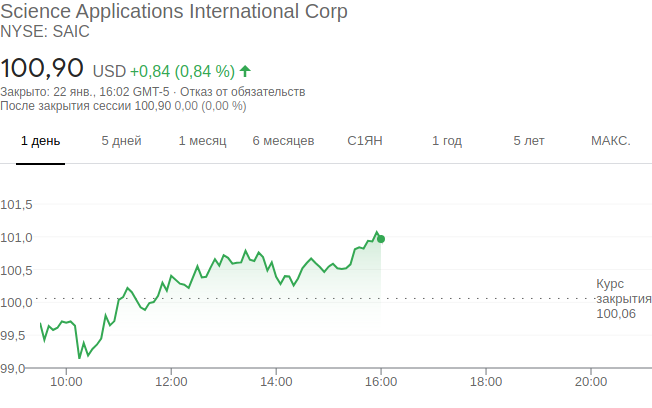 Science Applications International Corp
NYSE: SAIC
100,90 USD +0,84 (0,84 %)
Закрыто: 22 янв., 16:02 GMT-5 · Отказ от обязательств
После закрытия сессии 100,90 0,00 (0,00 %)
1 день 5 дней 1 месяц 6 месяцев С1ЯН 1 год 5 лет МАКС.
101,5
101,0
100,5
Курс
100,0 закрытия
100,06
99,5
99,0
10:00 12:00 14:00 16:00 18:00 20:00